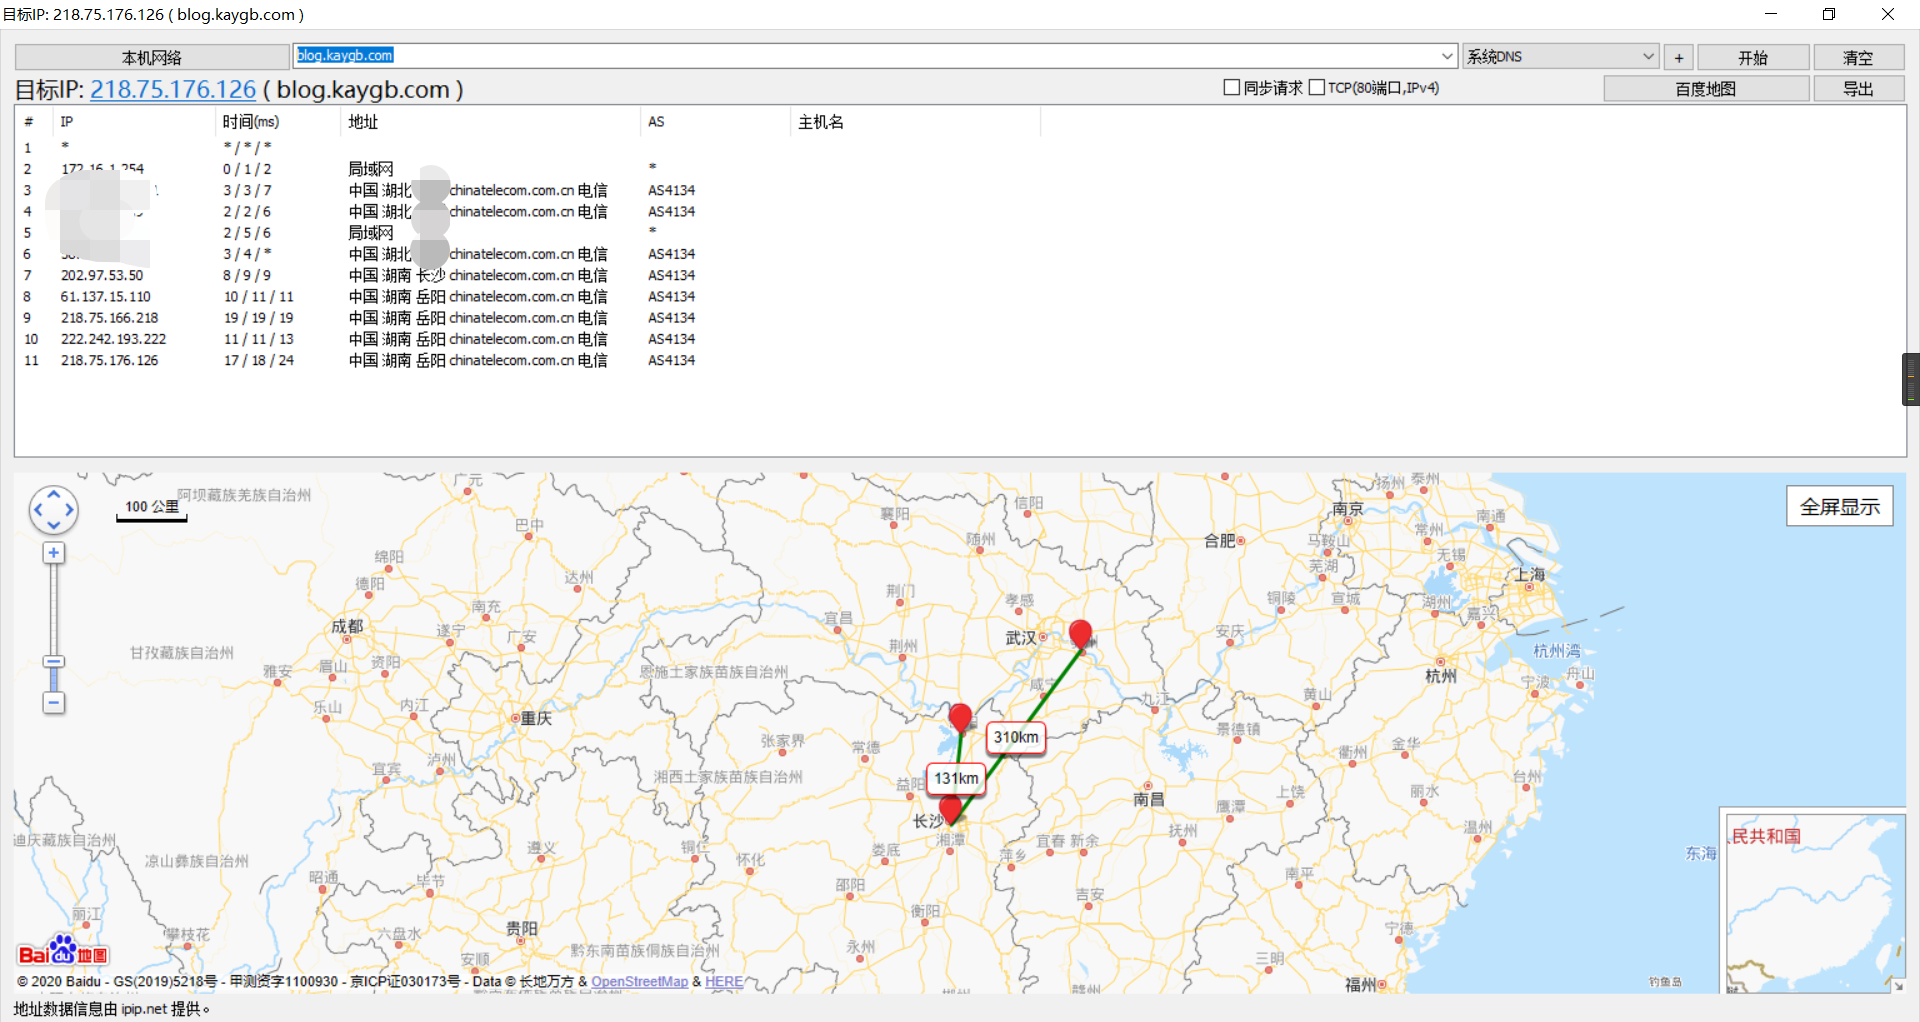 目标IP: 218.75.176.126 ( blog.kaygb.com )
本机网络 blog.kaygb.com 系统DNS + 开始 清空
目标IP: 218.75.176.126 ( blog.kaygb.com ) 同步请求 TCP(80端口,IPv4) 百度地图 导出
# IP 时间(ms) 地址 AS 主机名
1 * * / * / *
2 172.16.1.254 0 / 1 / 2 局域网 *
3 3 / 3 / 7 中国 湖北 chinatelecom.com.cn 电信 AS4134
4 2 / 2 / 6 中国 湖北 chinatelecom.com.cn 电信 AS4134
5 2 / 5 / 6 局域网 *
6 3 / 4 / * 中国 湖北 chinatelecom.com.cn 电信 AS4134
7 202.97.53.50 8 / 9 / 9 中国 湖南 长沙 chinatelecom.com.cn 电信 AS4134
8 61.137.15.110 10 / 11 / 11 中国 湖南 岳阳 chinatelecom.com.cn 电信 AS4134
9 218.75.166.218 19 / 19 / 19 中国 湖南 岳阳 chinatelecom.com.cn 电信 AS4134
10 222.242.193.222 11 / 11 / 13 中国 湖南 岳阳 chinatelecom.com.cn 电信 AS4134
11 218.75.176.126 17 / 18 / 24 中国 湖南 岳阳 chinatelecom.com.cn 电信 AS4134
广元 扬州 泰州
阿坝藏族羌族自治州
100 公里 襄阳 信阳 南京 南通 全屏显示
巴中 随州 合肥 马鞍山 常州
绵阳 芜湖 无锡
德阳 达州 荆门 上海
南充 孝感 铜陵 宣城 湖州 嘉兴
成都 遂宁 广安 宜昌 武汉 安庆
甘孜藏族自治州 荆州 杭州湾
雅安 眉山 资阳 恩施土家族苗族自治州 杭州 舟山
咸宁 宁波
乐山 内江 重庆 九江 黄山
张家界 常德 310km 景德镇
泸州 衢州 金华
宜宾 湘西土家族苗族自治州 益阳 131km 台州
南昌 上饶 丽水
长沙 鹰潭
迪庆藏族自治州 湘潭 宜春 新余 抚州 温州
凉山彝族自治州 遵义 铜仁 怀化 娄底 萍乡 东海 民共和国
昭通 毕节 邵阳 吉安 南平
丽江 衡阳
攀枝花 六盘水 贵阳 宁德
安顺 黔东南苗族侗族自治州 永州 三明
Bai du 地图
© 2020 Baidu - GS(2019)5218号 - 甲测资字1100930 - 京ICP证030173号 - Data © 长地万方 & OpenStreetMap & HERE 福州 钓鱼岛
地址数据信息由 ipip.net 提供。